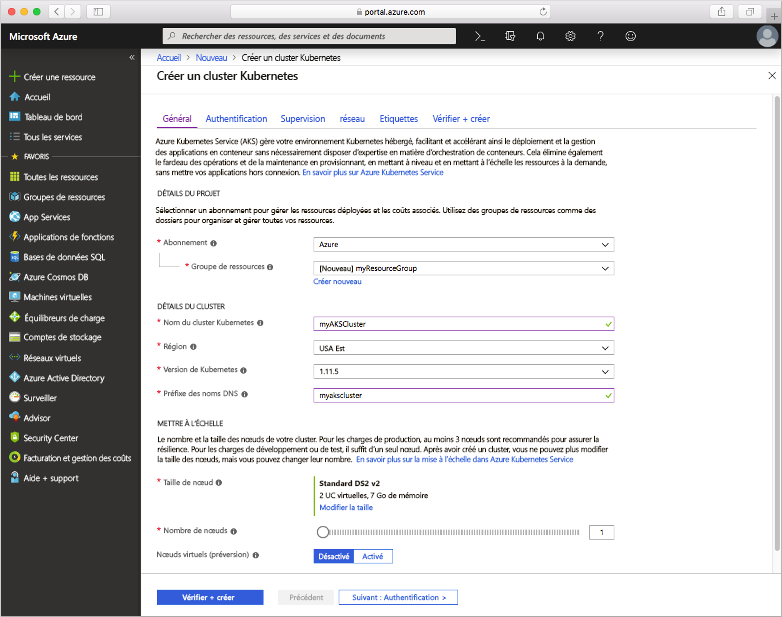 portal.azure.com
Microsoft Azure
Rechercher des ressources, des services et des documents
Accueil > Nouveau > Créer un cluster Kubernetes
Créer un cluster Kubernetes
«
Créer une ressource
Accueil
Tableau de bord
Tous les services
FAVORIS
Toutes les ressources
Groupes de ressources
App Services
Applications de fonctions
Bases de données SQL
Azure Cosmos DB
Machines virtuelles
Équilibreurs de charge
Comptes de stockage
Réseaux virtuels
Azure Active Directory
Surveiller
Advisor
Security Center
Facturation et gestion des coûts
Aide + support
Général Authentification Supervision réseau Etiquettes Vérifier + créer
Azure Kubernetes Service (AKS) gère votre environnement Kubernetes hébergé, facilitant et accélérant ainsi le déploiement et la gestion
des applications en conteneur sans nécessairement disposer d'expertise en matière d'orchestration de conteneurs. Cela élimine également
le fardeau des opérations et de la maintenance en provisionnant, en mettant à niveau et en mettant à l'échelle les ressources à la demande,
sans mettre vos applications hors connexion. En savoir plus sur Azure Kubernetes Service
DÉTAILS DU PROJET
Sélectionner un abonnement pour gérer les ressources déployées et les coûts associés. Utilisez des groupes de ressources comme des
dossiers pour organiser et gérer toutes vos ressources.
* Abonnement
Azure
* Groupe de ressources
[Nouveau] myResourceGroup
Créer nouveau
DÉTAILS DU CLUSTER
* Nom du cluster Kubernetes
myAKSCluster
* Région
USA Est
* Version de Kubernetes
1.11.5
* Préfixe des noms DNS
myakscluster
METTRE À L'ÉCHELLE
Le nombre et la taille des nœuds de votre cluster. Pour les charges de production, au moins 3 nœuds sont recommandés pour assurer la
résilience. Pour les charges de développement ou de test, il suffit d'un seul nœud. Après avoir créé un cluster, vous ne pouvez plus modifier
la taille des nœuds, mais vous pouvez changer leur nombre. En savoir plus sur la mise à l'échelle dans Azure Kubernetes Service
* Taille de nœud
Standard DS2 v2
2 UC virtuelles, 7 Go de mémoire
Modifier la taille
* Nombre de nœuds
1
Nœuds virtuels (préversion)
Désactivé Activé
Vérifier + créer Précédent Suivant : Authentification >